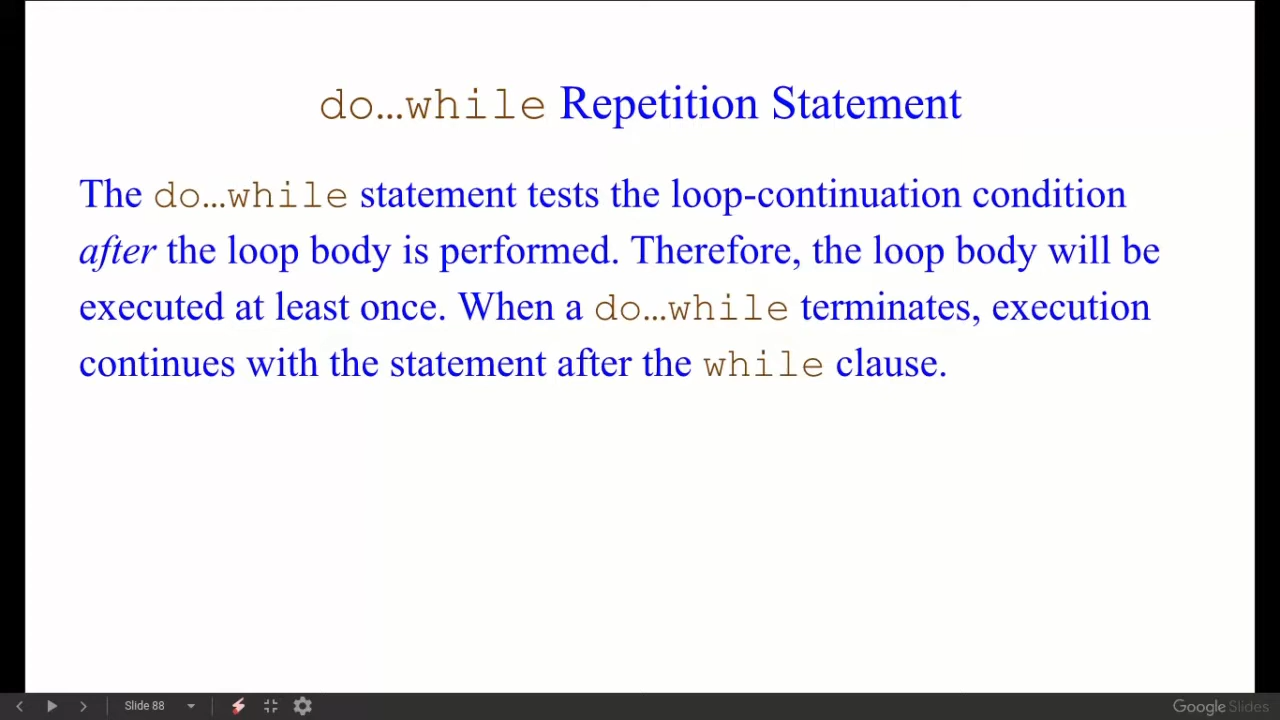 do…while Repetition Statement
The do…while statement tests the loop-continuation condition
after the loop body is performed. Therefore, the loop body will be
executed at least once. When a do…while terminates, execution
continues with the statement after the while clause.
Slide 88
Google Slides